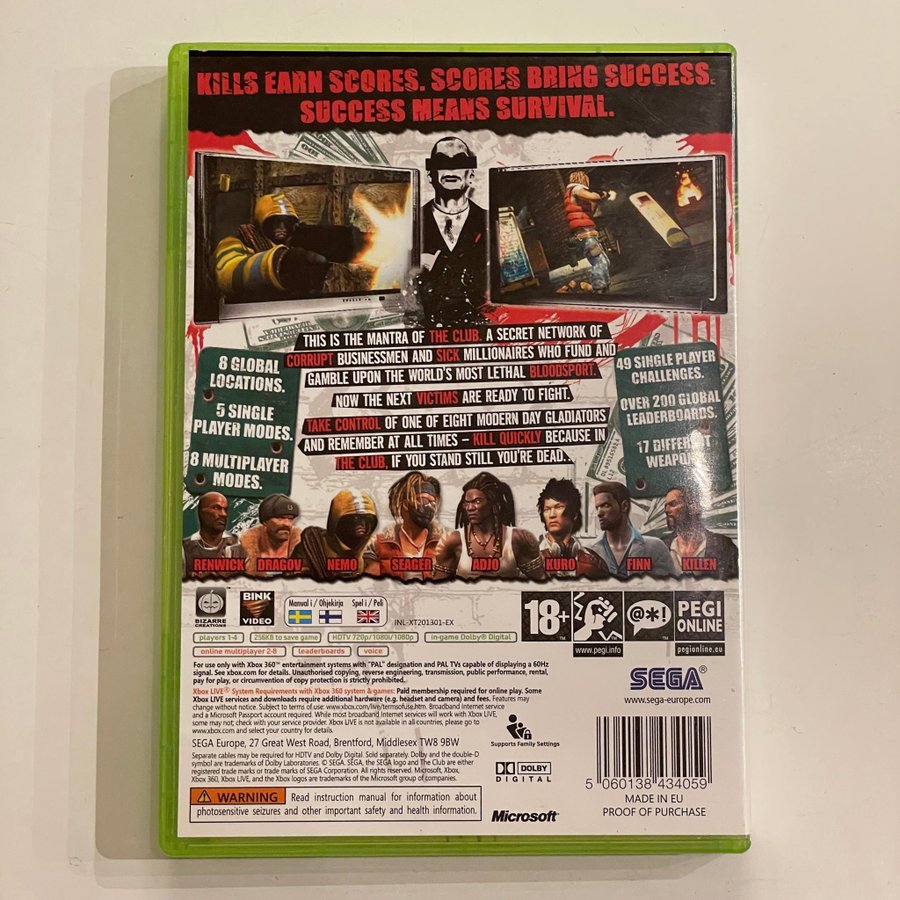 KILLS EARN SCORES. SCORES BRING SUCCESS.
SUCCESS MEANS SURVIVAL.
THIS IS THE MANTRA OF THE CLUB. A SECRET NETWORK OF
CORRUPT BUSINESSMEN AND SICK MILLIONAIRES WHO FUND AND
GAMBLE UPON THE WORLD'S MOST LETHAL BLOODSPORT.
NOW THE NEXT VICTIMS ARE READY TO FIGHT.
TAKE CONTROL OF ONE OF EIGHT MODERN DAY GLADIATORS
AND REMEMBER AT ALL TIMES – KILL QUICKLY BECAUSE IN
THE CLUB, IF YOU STAND STILL YOU'RE DEAD...
8 GLOBAL
LOCATIONS.
5 SINGLE
PLAYER MODES.
8 MULTIPLAYER
MODES.
49 SINGLE PLAYER
CHALLENGES.
OVER 200 GLOBAL
LEADERBOARDS.
17 DIFFERENT
WEAPONS
RENWICK DRAGOV NEMO SEAGER ADJO KURO FINN KILLEN
BIZARRE
CREATIONS
BINK
VIDEO
Manual i / Ohjekirja Spel i / Peli
INL-XT201301-EX
18+
www.pegi.info
@*!
PEGI
ONLINE
pegionline.eu
players 1-4 256KB to save game HDTV 720p/1080i/1080p in-game Dolby® Digital
online multiplayer 2-8 leaderboards voice
For use only with Xbox 360™ entertainment systems with "PAL" designation and PAL TVs capable of displaying a 60Hz
signal. See xbox.com for details. Unauthorised copying, reverse engineering, transmission, public performance, rental,
pay for play, or circumvention of copy protection is strictly prohibited.
Xbox LIVE® System Requirements with Xbox 360 system & games: Paid membership required for online play. Some
Xbox LIVE services and downloads require additional hardware (e.g. headset and camera) and fees. Features may
change without notice. Subject to terms of use: www.xbox.com/live/termsofuse.htm. Broadband Internet service
and a Microsoft Passport account required. While most broadband Internet services will work with Xbox LIVE,
some may not; check with your service provider. Xbox LIVE is not available in all countries, please go to
www.xbox.com and select your country for details.
SEGA Europe, 27 Great West Road, Brentford, Middlesex TW8 9BW
Separate cables may be required for HDTV and Dolby Digital. Sold separately. Dolby and the double-D
symbol are trademarks of Dolby Laboratories. © SEGA. SEGA, the SEGA logo and The Club are either
registered trade marks or trade marks of SEGA Corporation. All rights reserved. Microsoft, Xbox,
Xbox 360, Xbox LIVE, and the Xbox logos are trademarks of the Microsoft group of companies.
WARNING Read instruction manual for information about
photosensitive seizures and other important safety and health information.
SEGA®
www.sega-europe.com
Supports Family Settings
DOLBY
DIGITAL
Microsoft®
5 060138 434059
MADE IN EU
PROOF OF PURCHASE